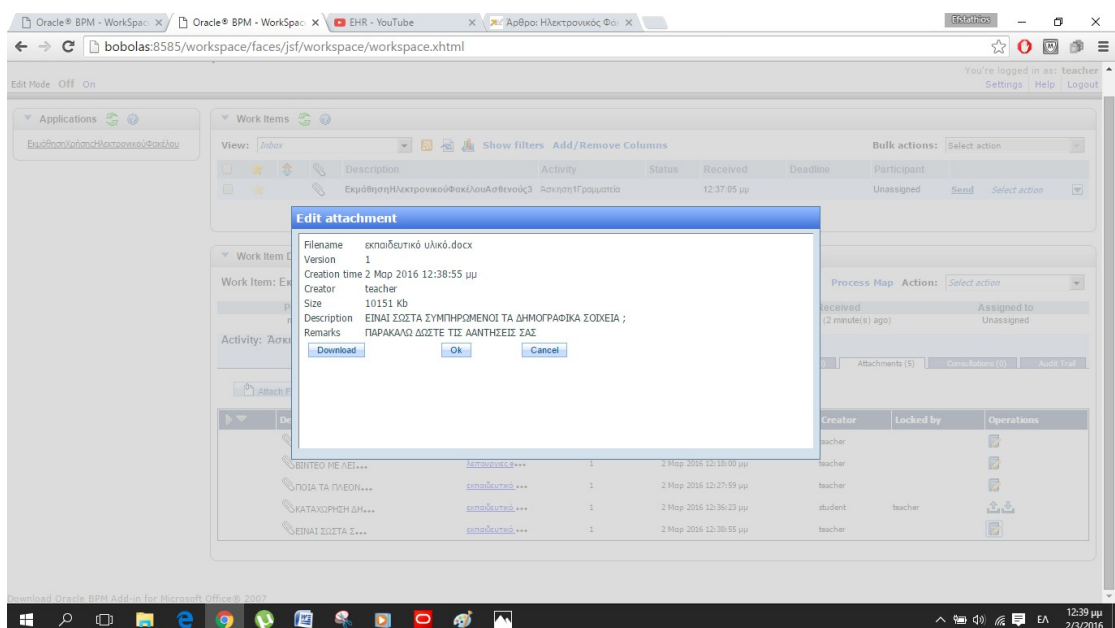 Oracle® BPM - WorkSpac
Oracle® BPM - WorkSpac
EHR - YouTube
Άρθρο: Ηλεκτρονικός Φά
Efstathios
bobolas:8585/workspace/faces/jsf/workspace/workspace.xhtml
You're logged in as: teacher
Edit Mode Off On
Settings Help Logout
Applications
Work Items
ΕκμάθησηΧρήσηςΗλεκτρονικούΦακέλου
View: Inbox
Show filters Add/Remove Columns
Bulk actions: Select action
Description Activity Status Received Deadline Participant
ΕκμάθησηΗλεκτρονικούΦακέλουΑσθενούς3 Άσκηση1Γραμματεία 12:37:05 μμ Unassigned Send Select action
Edit attachment
Filename εκπαιδευτικό υλικό.docx
Version 1
Creation time 2 Μαρ 2016 12:38:55 μμ
Creator teacher
Size 10151 Kb
Description ΕΙΝΑΙ ΣΩΣΤΑ ΣΥΜΠΗΡΩΜΕΝΟΙ ΤΑ ΔΗΜΟΓΡΑΦΙΚΑ ΣΟΙΧΕΙΑ ;
Remarks ΠΑΡΑΚΑΛΩ ΔΩΣΤΕ ΤΙΣ ΑΑΝΤΗΣΕΙΣ ΣΑΣ
Download Ok Cancel
Work Item D
Work Item: Εκ
Process Map Action: Select action
Received Assigned to
(2 minute(s) ago) Unassigned
Activity: Άσκ
Attachments (5) Consultations (0) Audit Trail
Attach F
De Creator Locked by Operations
teacher
ΒΙΝΤΕΟ ΜΕ ΛΕΙ... λειτουργίες e... 1 2 Μαρ 2016 12:18:00 μμ teacher
ΠΟΙΑ ΤΑ ΠΛΕΟΝ... εκπαιδευτικό ... 1 2 Μαρ 2016 12:27:59 μμ teacher
ΚΑΤΑΧΩΡΗΣΗ ΔΗ... εκπαιδευτικό ... 1 2 Μαρ 2016 12:36:23 μμ student teacher
ΕΙΝΑΙ ΣΩΣΤΑ Σ... εκπαιδευτικό ... 1 2 Μαρ 2016 12:38:55 μμ teacher
Download Oracle BPM Add-in for Microsoft Office® 2007
ΕΛ
12:39 μμ
2/3/2016